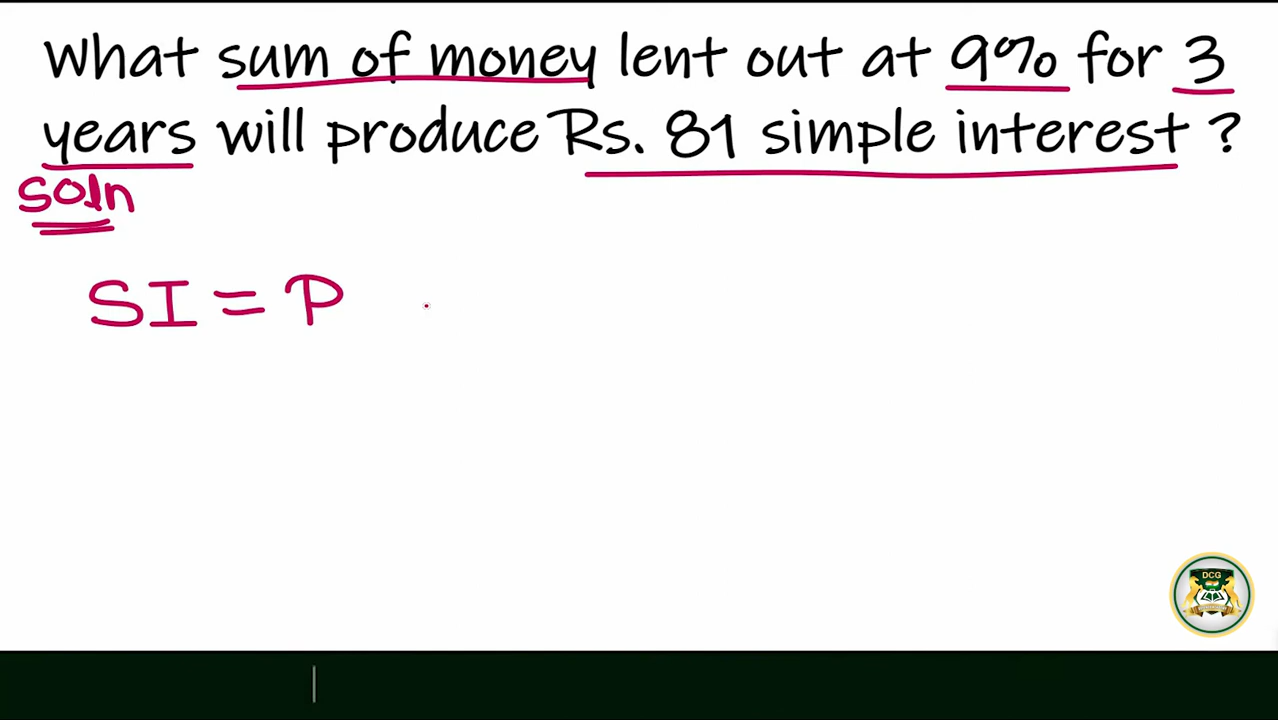 What sum of money lent out at 9% for 3
years will produce Rs. 81 simple interest ?
soln
SI = P
DCG